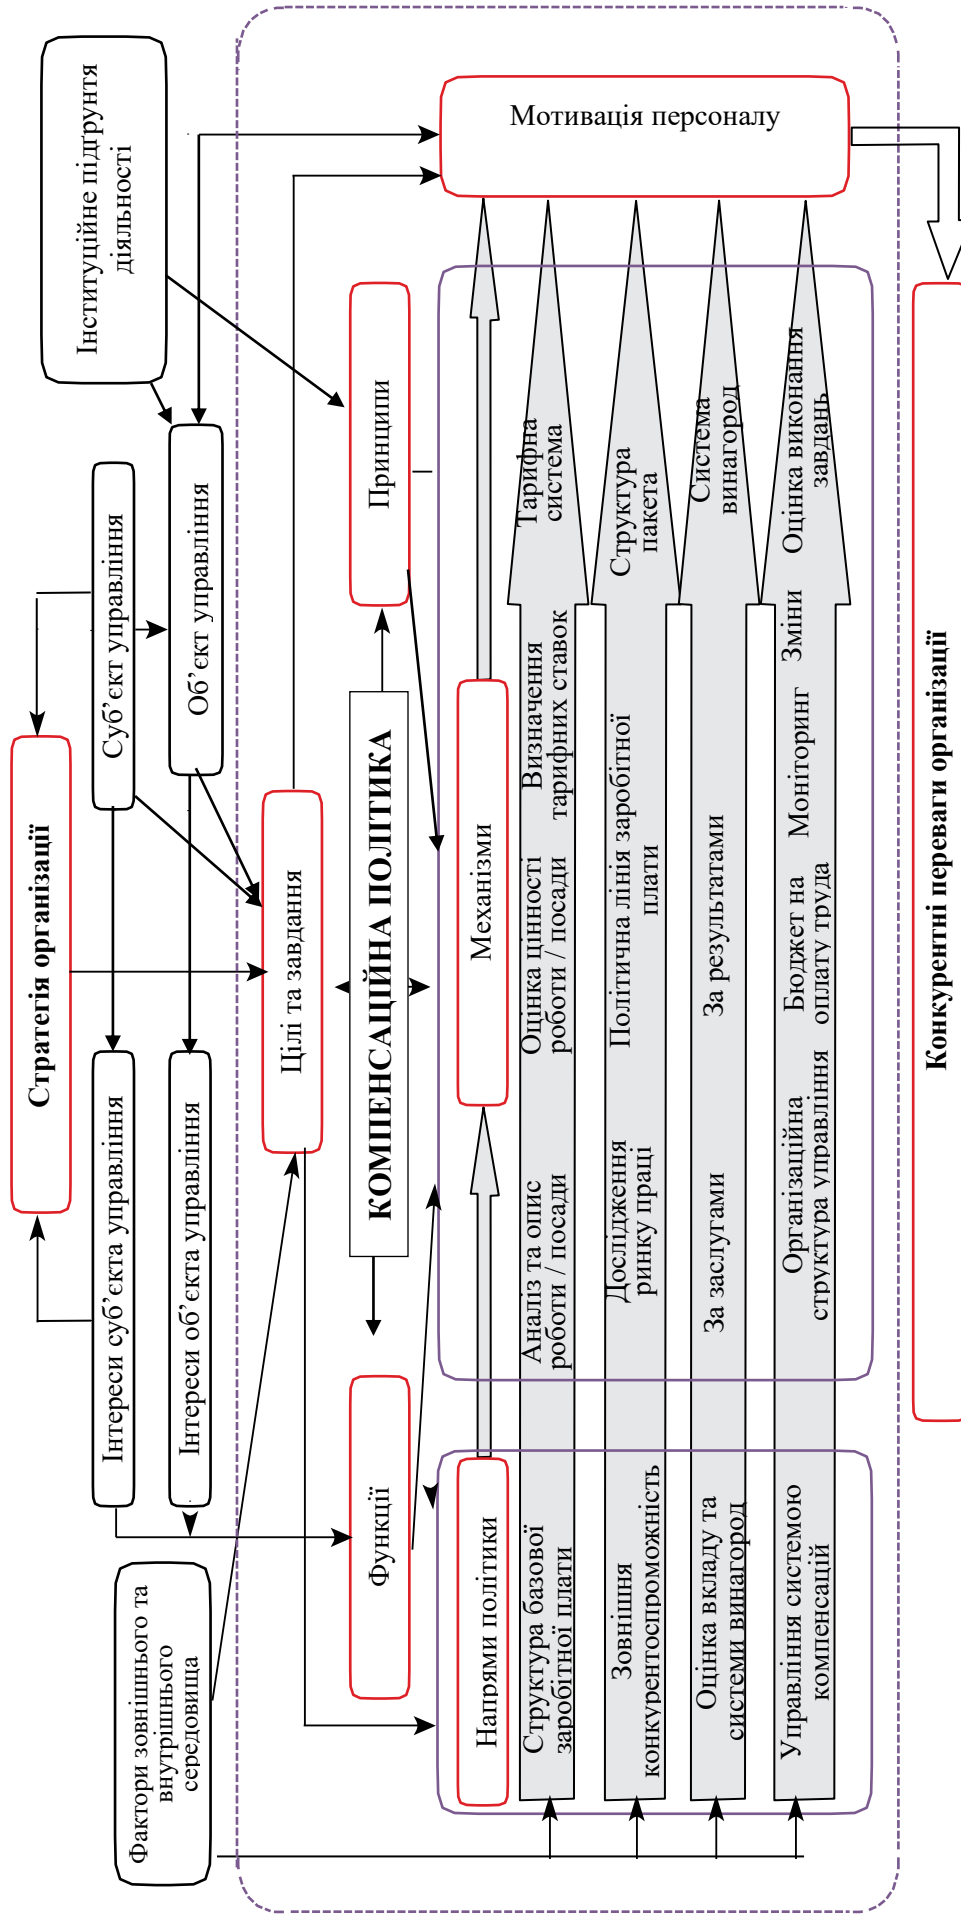 Стратегія організації
Інтереси суб’єкта управління
Суб’єкт управління
Інтереси об’єкта управління
Об’єкт управління
Інституційне підґрунтя
діяльності
Фактори зовнішнього та
внутрішнього
середовища
Цілі та завдання
КОМПЕНСАЦІЙНА ПОЛІТИКА
Функції
Принципи
Мотивація персоналу
Напрями політики
Механізми
Структура базової
заробітної плати
Аналіз та опис
роботи / посади
Оцінка цінності
роботи / посади
Визначення
тарифних ставок
Тарифна
система
Зовнішня
конкурентоспроможність
Дослідження
ринку праці
Політична лінія заробітної
плати
Структура
пакета
Оцінка вкладу та
системи винагород
За заслугами
За результатами
Система
винагород
Управління системою
компенсацій
Організаційна
структура управління
Бюджет на
оплату труда
Моніторинг
Зміни
Оцінка виконання
завдань
Конкурентні переваги організації